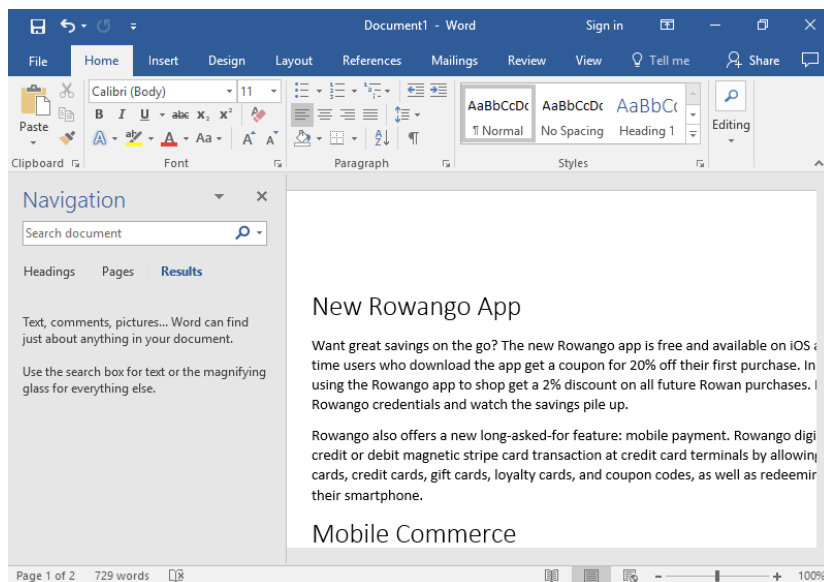 Document1 - Word
Sign in
File
Home
Insert
Design
Layout
References
Mailings
Review
View
Tell me
Share
Paste
Calibri (Body)
11
B I U abc X₂ X²
A aby A Aa A A
AaBbCcDc AaBbCcDc AaBbC
¶ Normal No Spacing Heading 1
Editing
Clipboard
Font
Paragraph
Styles
Navigation
Search document
Headings Pages Results
Text, comments, pictures... Word can find
just about anything in your document.
Use the search box for text or the magnifying
glass for everything else.
New Rowango App
Want great savings on the go? The new Rowango app is free and available on iOS
time users who download the app get a coupon for 20% off their first purchase. In
using the Rowango app to shop get a 2% discount on all future Rowan purchases.
Rowango credentials and watch the savings pile up.
Rowango also offers a new long-asked-for feature: mobile payment. Rowango digi
credit or debit magnetic stripe card transaction at credit card terminals by allowing
cards, credit cards, gift cards, loyalty cards, and coupon codes, as well as redeemin
their smartphone.
Mobile Commerce
Page 1 of 2 729 words
100%